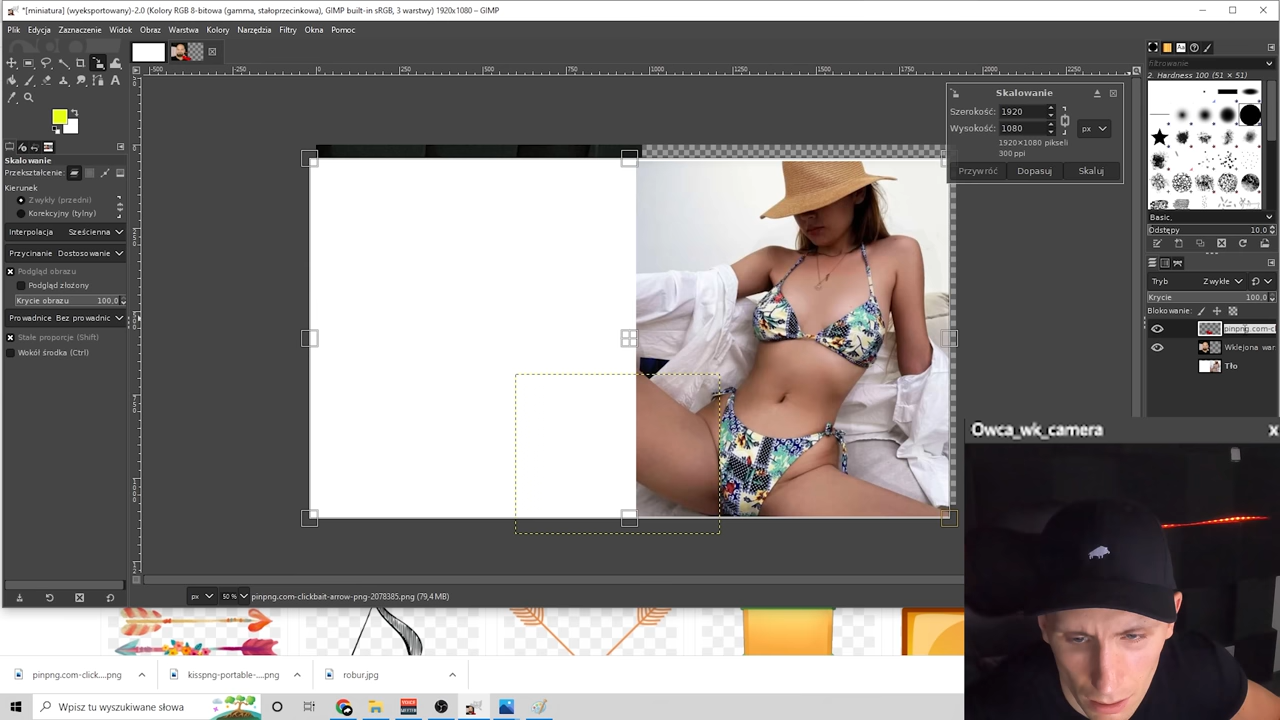 *[miniatura] (wyeksportowany)-2.0 (Kolory RGB 8-bitowa (gamma, stałoprzecinkowa), GIMP built-in sRGB, 3 warstwy) 1920x1080 – GIMP
Plik Edycja Zaznaczenie Widok Obraz Warstwa Kolory Narzędzia Filtry Okna Pomoc
Skalowanie
Przekształcenie:
Kierunek
Zwykły (przedni)
Korekcyjny (tylny)
Interpolacja Sześcienna
Przycinanie Dostosowanie
Podgląd obrazu
Podgląd złożony
Krycie obrazu 100.0
Prowadnice Bez prowadnic
Stałe proporcje (Shift)
Wokół środka (Ctrl)
Skalowanie
Szerokość: 1920
Wysokość: 1080
px
1920×1080 pikseli
300 ppi
Przywróć Dopasuj Skaluj
filtrowanie
2. Hardness 100 (51 × 51)
Basic,
Odstępy 10.0
Tryb Zwykłe
Krycie 100,0
Blokowanie:
pinpng.com-cl
Wklejona war
Tło
px 50 % pinpng.com-clickbait-arrow-png-2078385.png (79,4 MB)
Owca_wk_camera x
pinpng.com-click....png
kisspng-portable-....png
robur.jpg
Wpisz tu wyszukiwane słowa